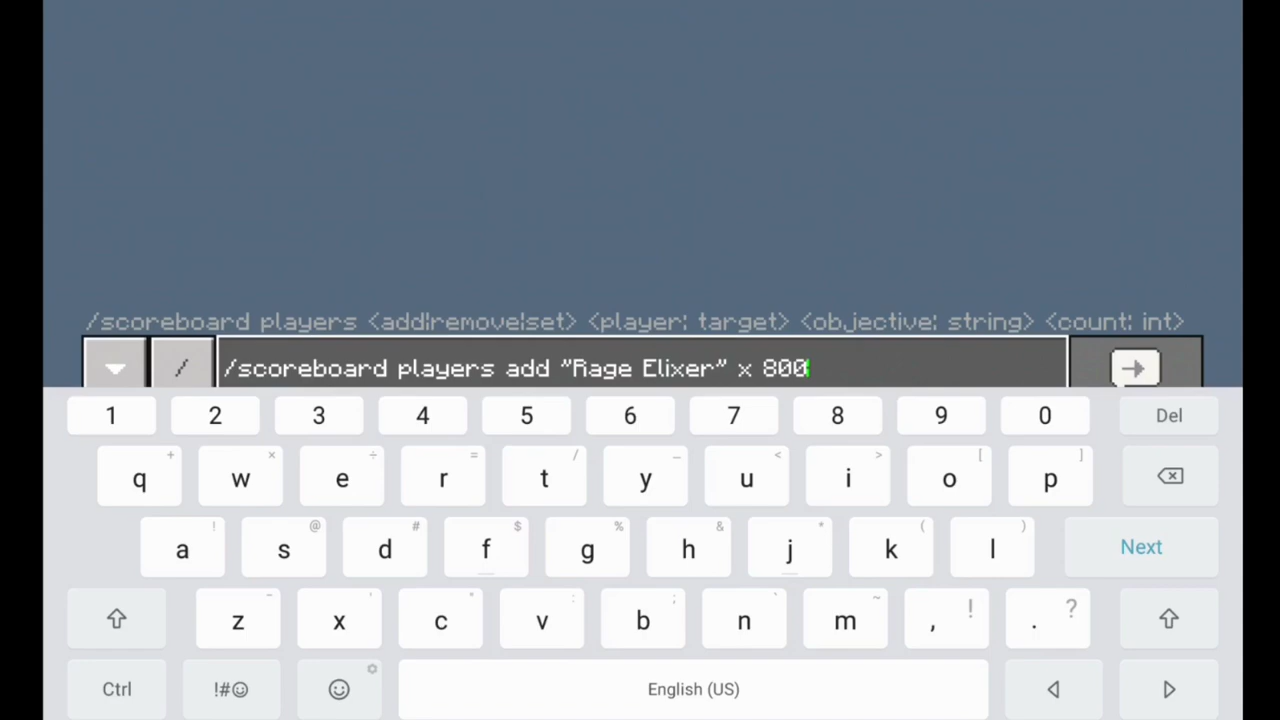 /scoreboard players <add|remove|set> <player: target> <objective: string> <count: int>
/ /scoreboard players add "Rage Elixer" x 800
1 2 3 4 5 6 7 8 9 0 Del
+ × ÷ = / _ < > [ ]
q w e r t y u i o p
! @ # $ % & * ( )
a s d f g h j k l Next
- ' " : ; ` ~ ! ?
z x c v b n m , .
Ctrl !#☺ English (US)